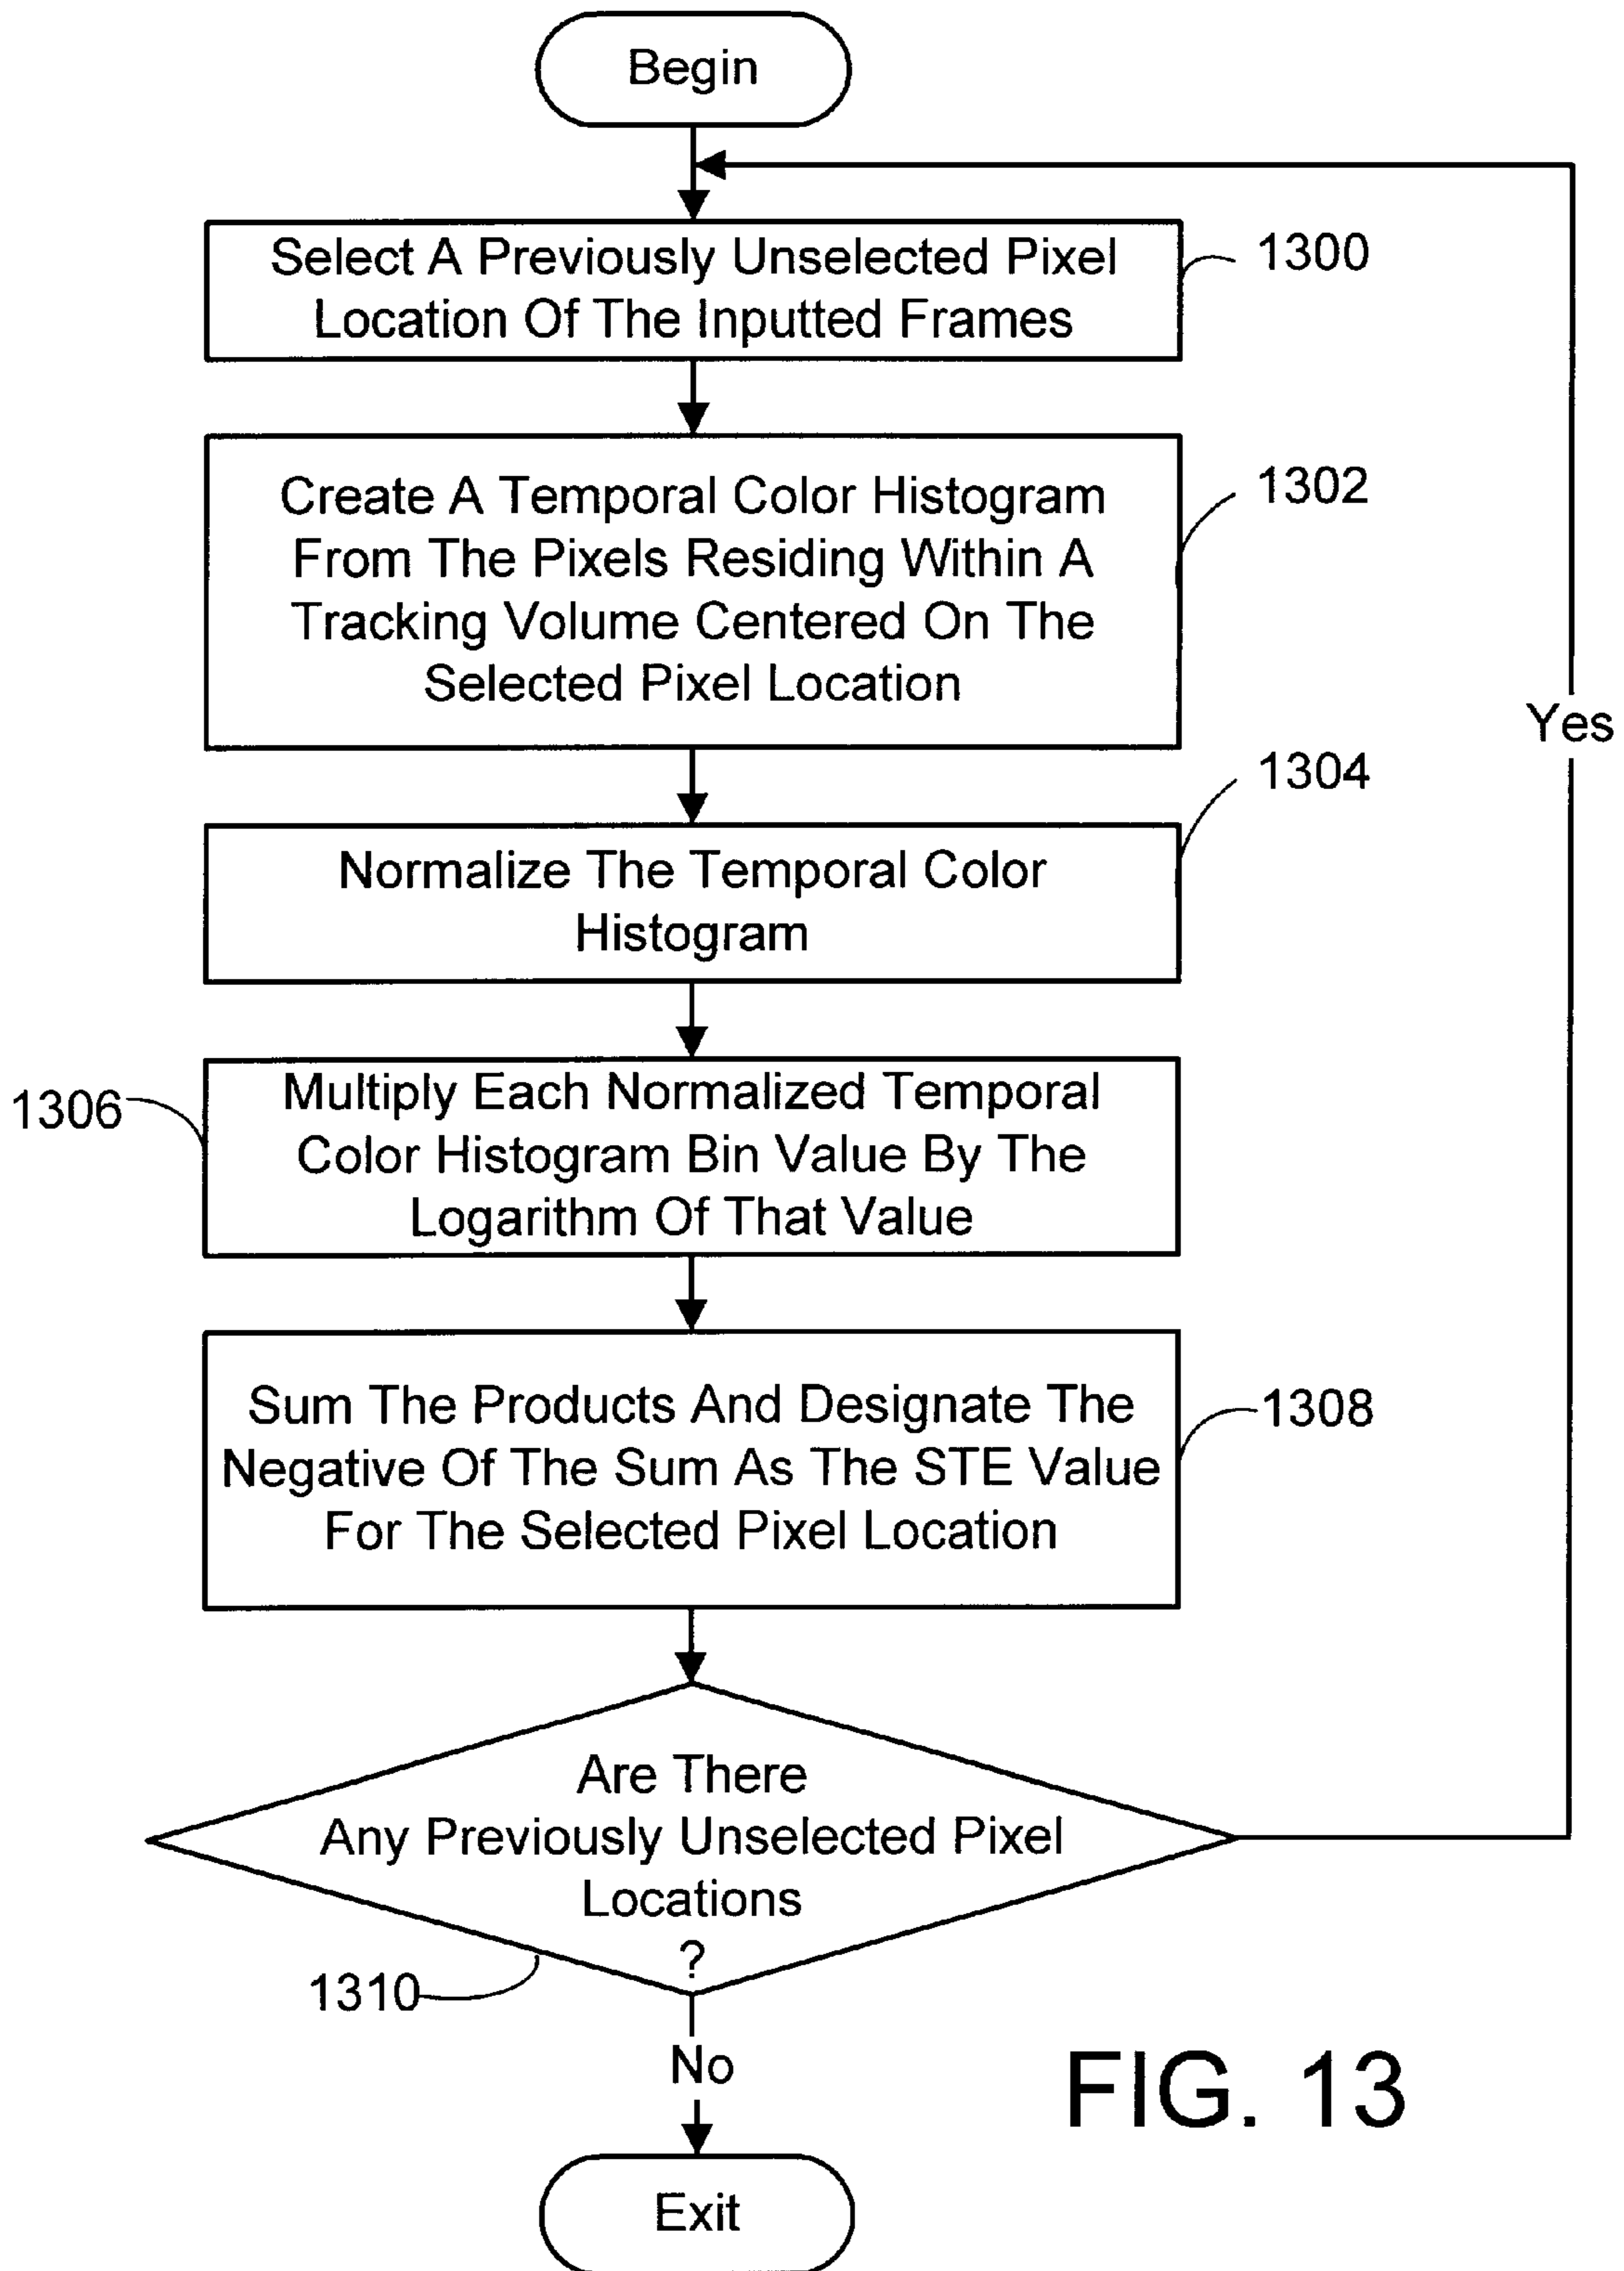 Begin
Select A Previously Unselected Pixel
Location Of The Inputted Frames
1300
Create A Temporal Color Histogram
From The Pixels Residing Within A
Tracking Volume Centered On The
Selected Pixel Location
1302
Yes
1304
Normalize The Temporal Color
Histogram
1306
Multiply Each Normalized Temporal
Color Histogram Bin Value By The
Logarithm Of That Value
Sum The Products And Designate The
Negative Of The Sum As The STE Value
For The Selected Pixel Location
1308
Are There
Any Previously Unselected Pixel
Locations
?
1310
No
FIG. 13
Exit